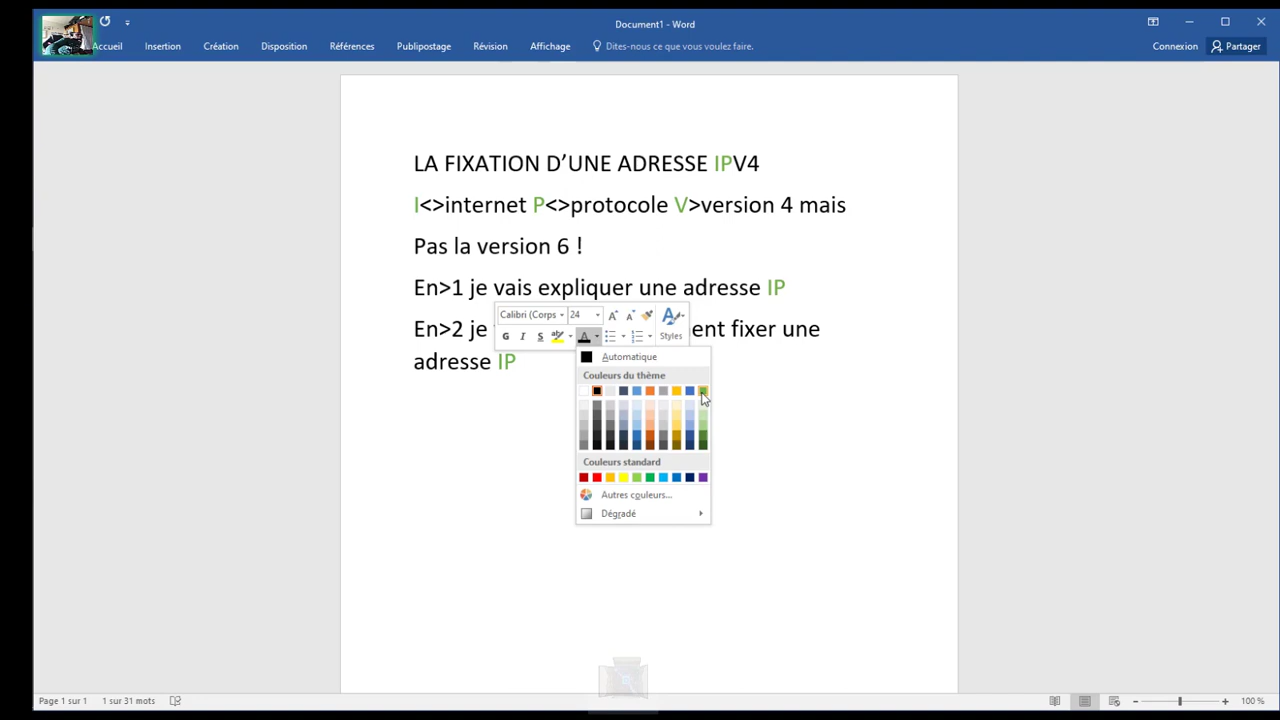 Document1 - Word
Accueil Insertion Création Disposition Références Publipostage Révision Affichage Dites-nous ce que vous voulez faire. Connexion Partager
LA FIXATION D’UNE ADRESSE IPV4
I<>internet P<>protocole V>version 4 mais
Pas la version 6 !
En>1 je vais expliquer une adresse IP
Calibri (Corps 24
En>2 je ent fixer une
G I S ab A Styles
adresse IP
Automatique
Couleurs du thème
Couleurs standard
Autres couleurs...
Dégradé
Page 1 sur 1 1 sur 31 mots 100 %